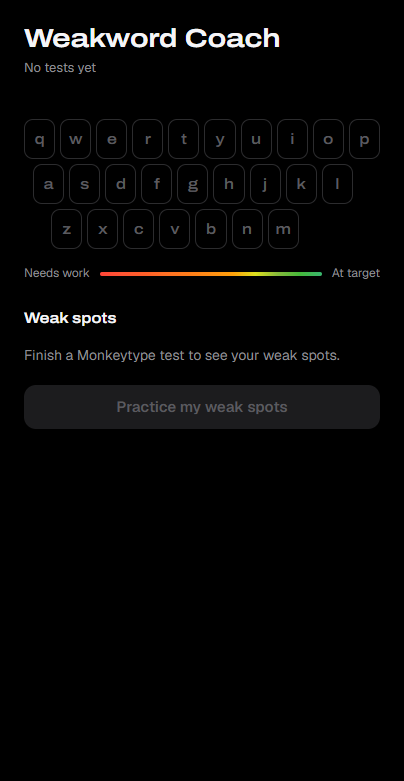 Weakword Coach
No tests yet
q w e r t y u i o p
a s d f g h j k l
z x c v b n m
Needs work At target
Weak spots
Finish a Monkeytype test to see your weak spots.
Practice my weak spots